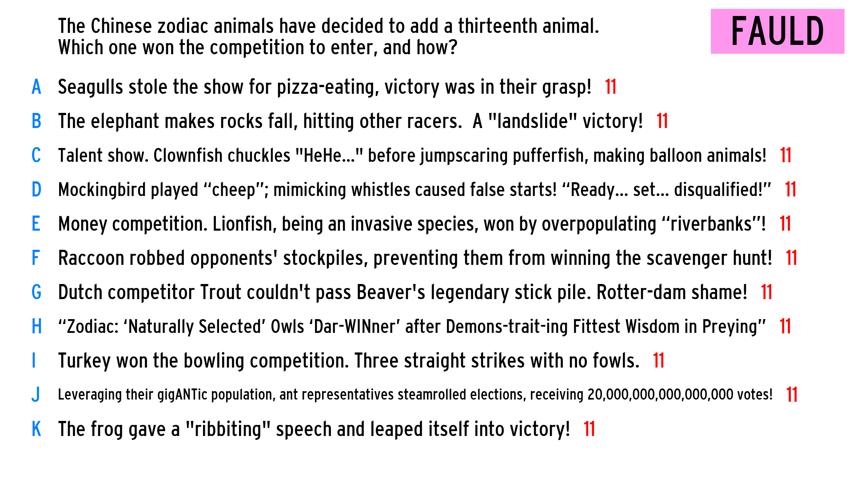 The Chinese zodiac animals have decided to add a thirteenth animal.
Which one won the competition to enter, and how?
FAULD
A Seagulls stole the show for pizza-eating, victory was in their grasp! 11
B The elephant makes rocks fall, hitting other racers. A "landslide" victory! 11
C Talent show. Clownfish chuckles "HeHe..." before jumpscaring pufferfish, making balloon animals! 11
D Mockingbird played “cheep”; mimicking whistles caused false starts! “Ready... set... disqualified!” 11
E Money competition. Lionfish, being an invasive species, won by overpopulating “riverbanks”! 11
F Raccoon robbed opponents' stockpiles, preventing them from winning the scavenger hunt! 11
G Dutch competitor Trout couldn't pass Beaver's legendary stick pile. Rotter-dam shame! 11
H “Zodiac: ‘Naturally Selected’ Owls ‘Dar-WINner’ after Demons-trait-ing Fittest Wisdom in Preying” 11
I Turkey won the bowling competition. Three straight strikes with no fowls. 11
J Leveraging their gigANTic population, ant representatives steamrolled elections, receiving 20,000,000,000,000,000 votes! 11
K The frog gave a "ribbiting" speech and leaped itself into victory! 11